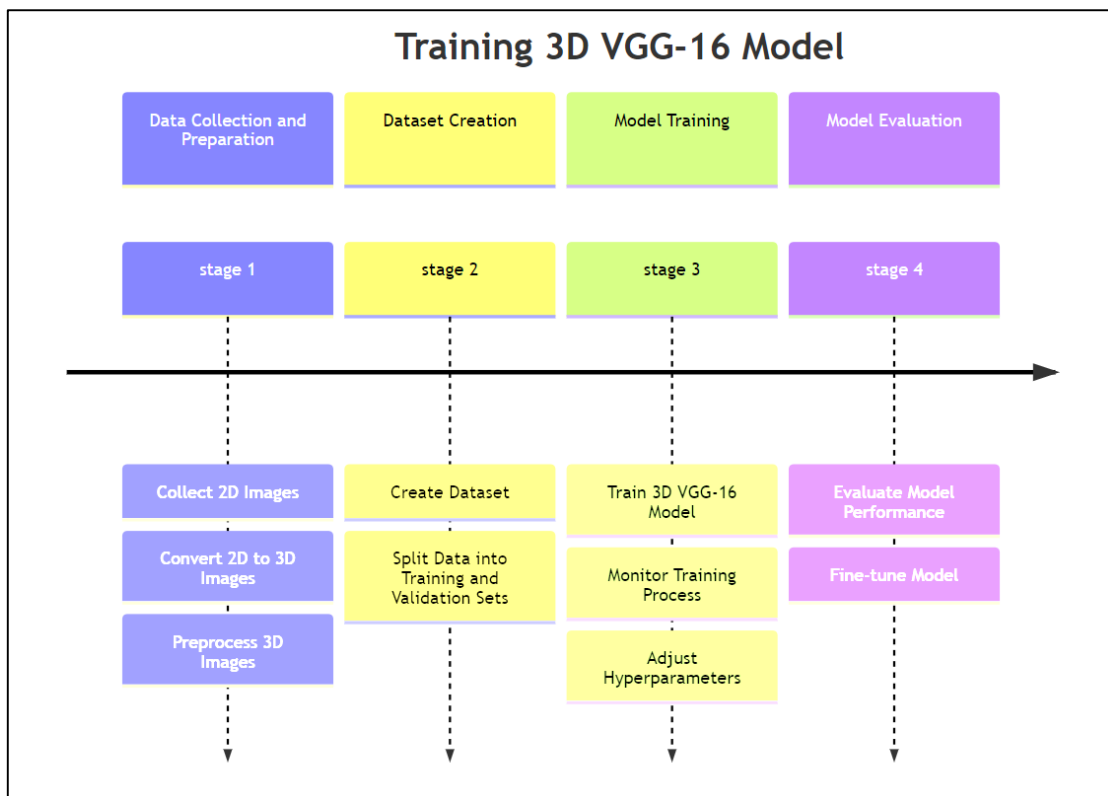 Training 3D VGG-16 Model
Data Collection and
Preparation
Dataset Creation
Model Training
Model Evaluation
stage 1
stage 2
stage 3
stage 4
Collect 2D Images
Convert 2D to 3D
Images
Preprocess 3D
Images
Create Dataset
Split Data into
Training and
Validation Sets
Train 3D VGG-16
Model
Monitor Training
Process
Adjust
Hyperparameters
Evaluate Model
Performance
Fine-tune Model